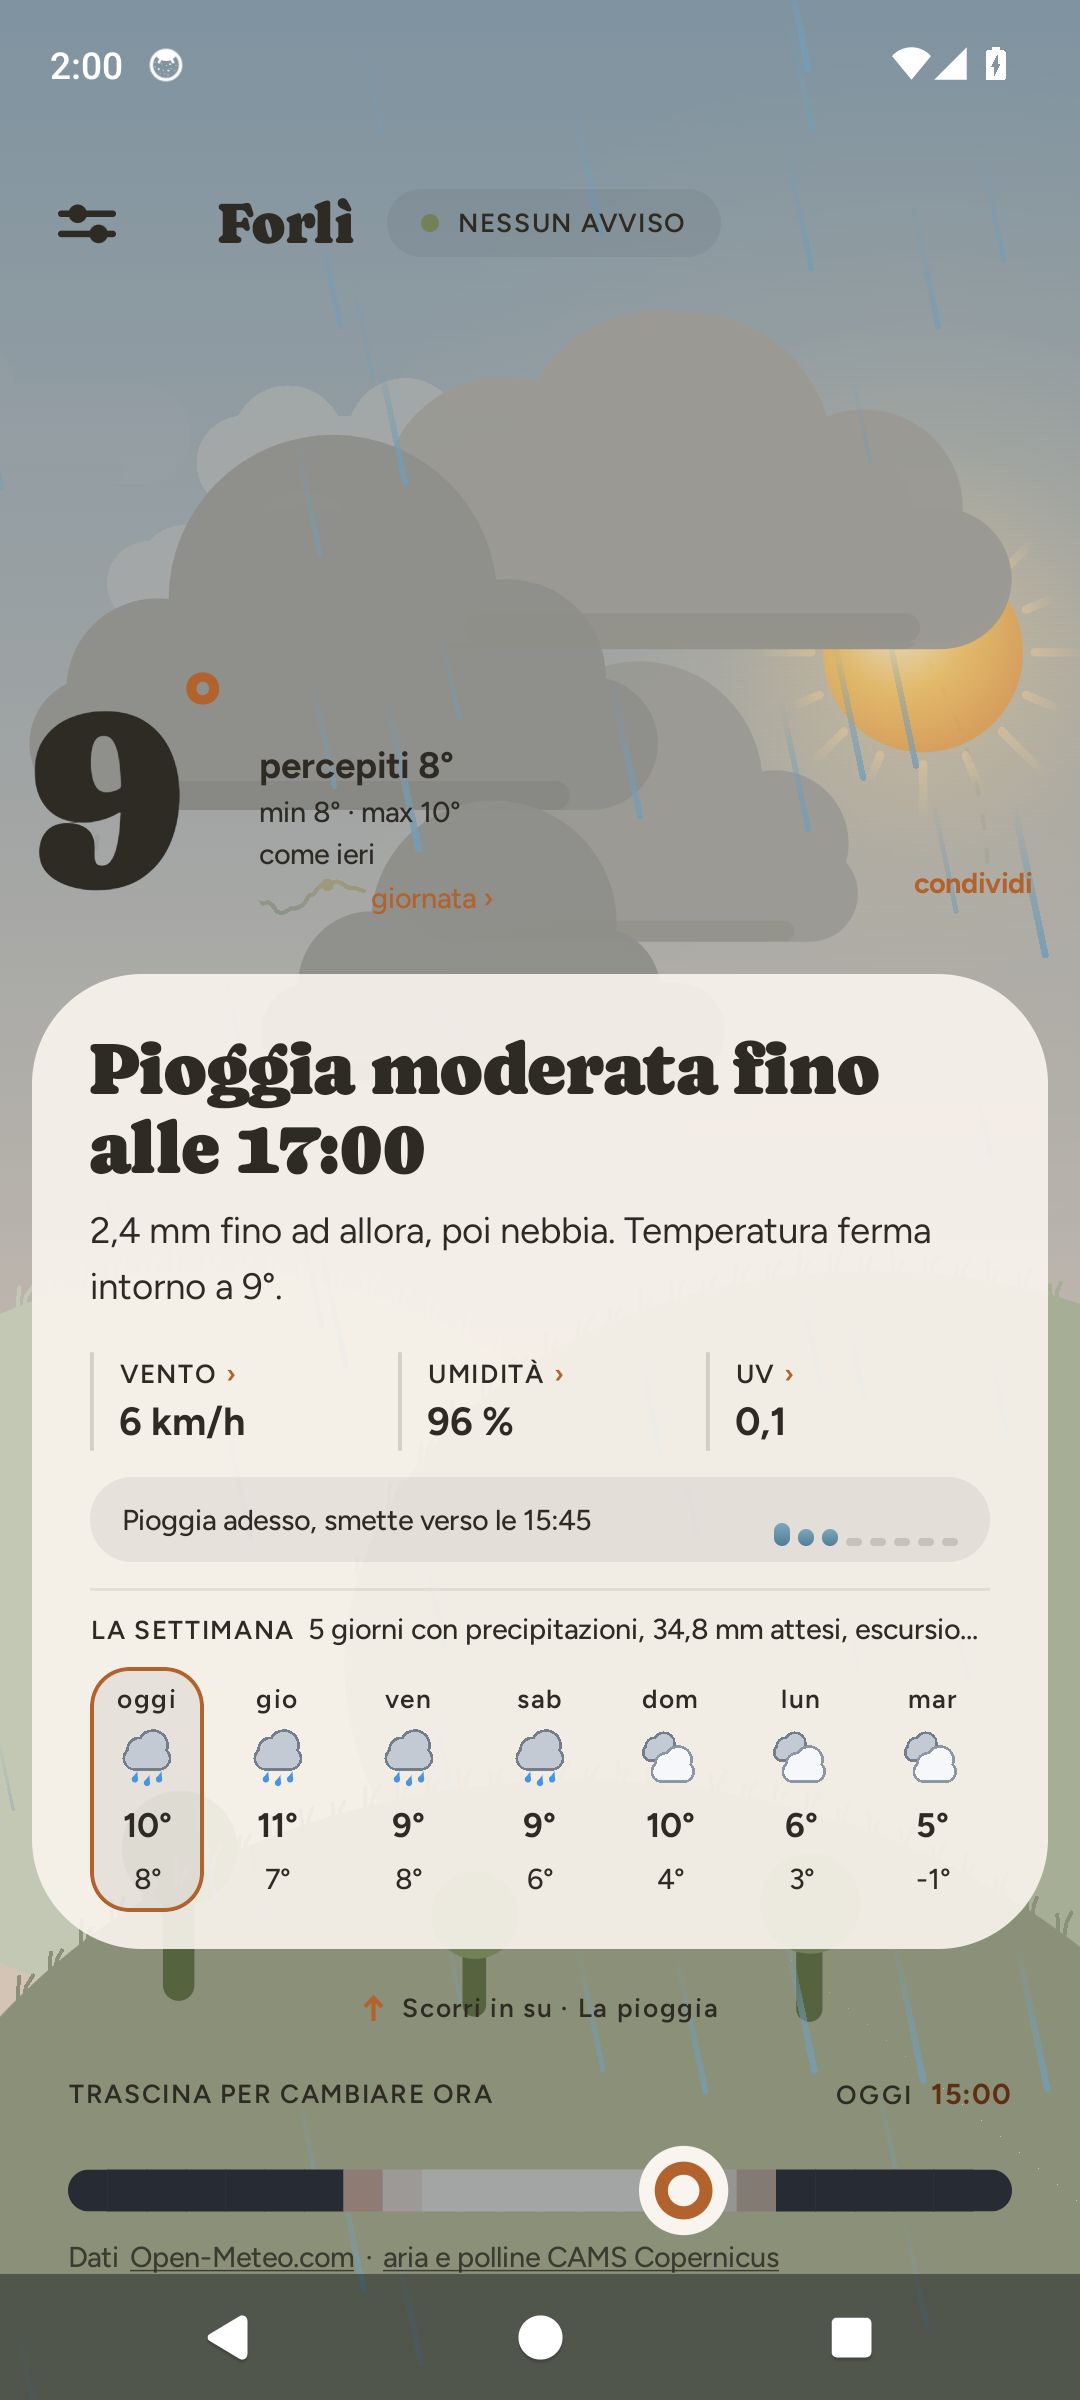 2:00
Forlì
NESSUN AVVISO
9°
percepiti 8°
min 8° · max 10°
come ieri
giornata ›
condividi
Pioggia moderata fino
alle 17:00
2,4 mm fino ad allora, poi nebbia. Temperatura ferma
intorno a 9°.
VENTO › UMIDITÀ › UV ›
6 km/h 96 % 0,1
Pioggia adesso, smette verso le 15:45
LA SETTIMANA 5 giorni con precipitazioni, 34,8 mm attesi, escursio...
oggi gio ven sab dom lun mar
10° 11° 9° 9° 10° 6° 5°
8° 7° 8° 6° 4° 3° -1°
↑ Scorri in su · La pioggia
TRASCINA PER CAMBIARE ORA OGGI 15:00
Dati Open-Meteo.com · aria e polline CAMS Copernicus